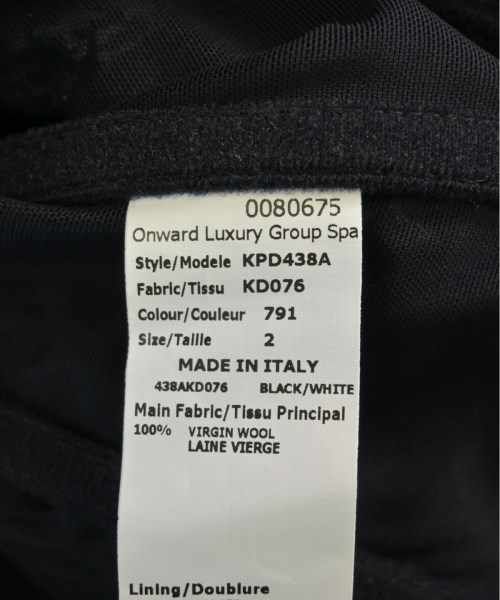 0080675
Onward Luxury Group Spa
Style/Modele KPD438A
Fabric/Tissu KD076
Colour/Couleur 791
Size/Taille 2
MADE IN ITALY
438AKD076 BLACK/WHITE
Main Fabric/Tissu Principal
100% VIRGIN WOOL
LAINE VIERGE
Lining/Doublure